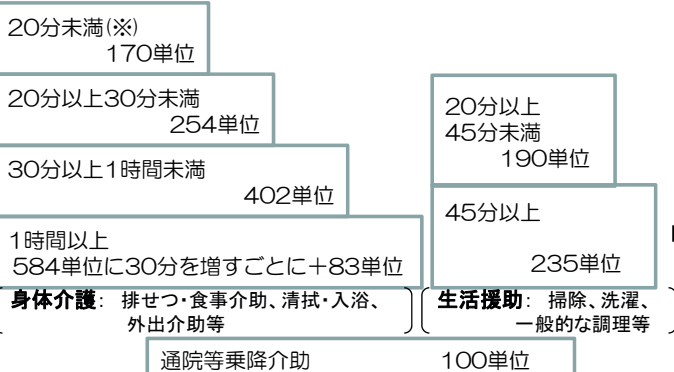 20分未満(※)
170単位
20分以上30分未満
254単位
30分以上1時間未満
402単位
1時間以上
584単位に30分を増すごとに+83単位
20分以上
45分未満
190単位
45分以上
235単位
身体介護: 排せつ・食事介助、清拭・入浴、
外出介助等
生活援助: 掃除、洗濯、
一般的な調理等
通院等乗降介助 100単位